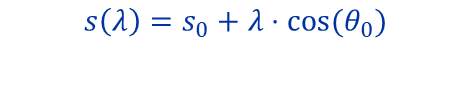 s(λ) = s₀ + λ · cos(θ₀)